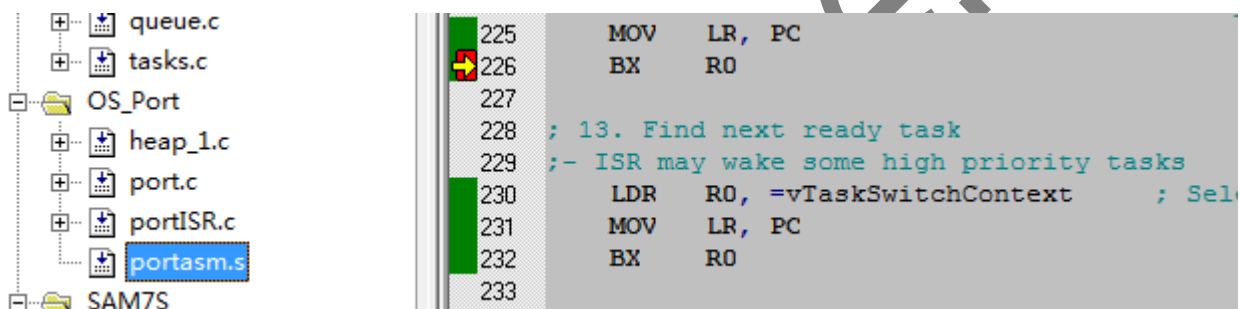 queue.c
tasks.c
OS_Port
heap_1.c
port.c
portISR.c
portasm.s
SAM7S
225 MOV LR, PC
226 BX R0
227
228 ; 13. Find next ready task
229 ;- ISR may wake some high priority tasks
230 LDR R0, =vTaskSwitchContext ; Sel
231 MOV LR, PC
232 BX R0
233